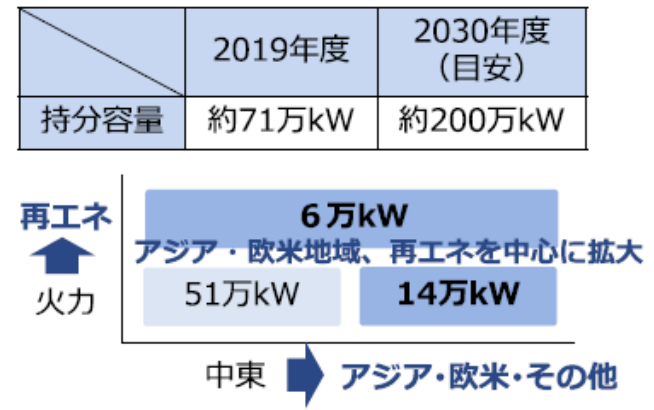 2019年度
2030年度
（目安）
持分容量
約71万kW
約200万kW
再エネ
6万kW
アジア・欧米地域、再エネを中心に拡大
火力
51万kW
14万kW
中東
アジア・欧米・その他